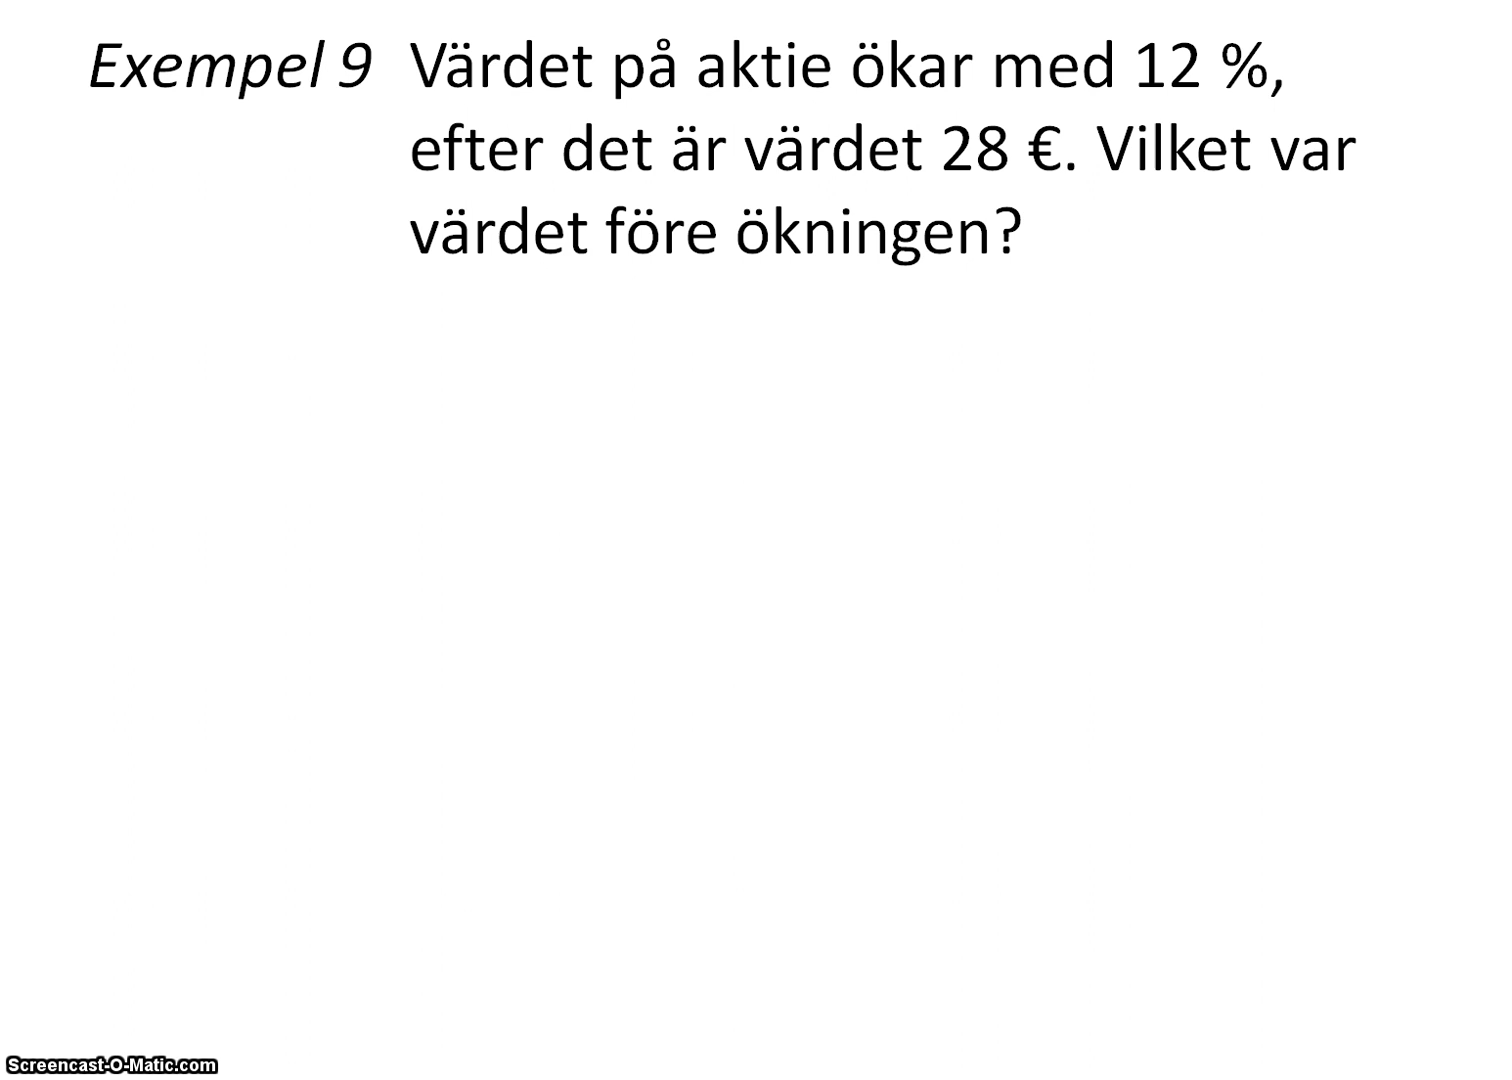 Exempel 9 Värdet på aktie ökar med 12 %,
efter det är värdet 28 €. Vilket var
värdet före ökningen?
Screencast-O-Matic.com